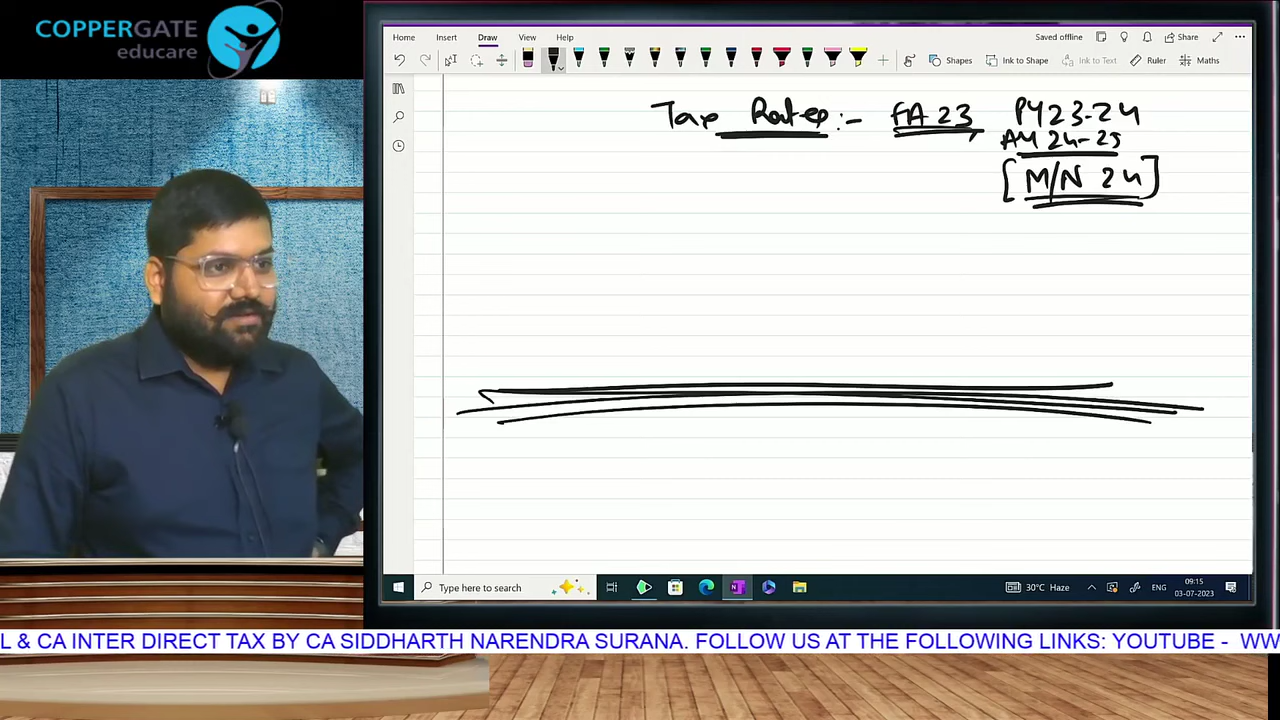 COPPERGATE
educare
Home Insert Draw View Help
Saved offline
Share
Shapes
Ink to Shape
Ink to Text
Ruler
Maths
Tax Rates :- FA 23 PY 23-24
AY 24-25
[M/N 24]
Type here to search
30°C Haze
ENG
09:15
03-07-2023
L & CA INTER DIRECT TAX BY CA SIDDHARTH NARENDRA SURANA. FOLLOW US AT THE FOLLOWING LINKS: YOUTUBE - WW